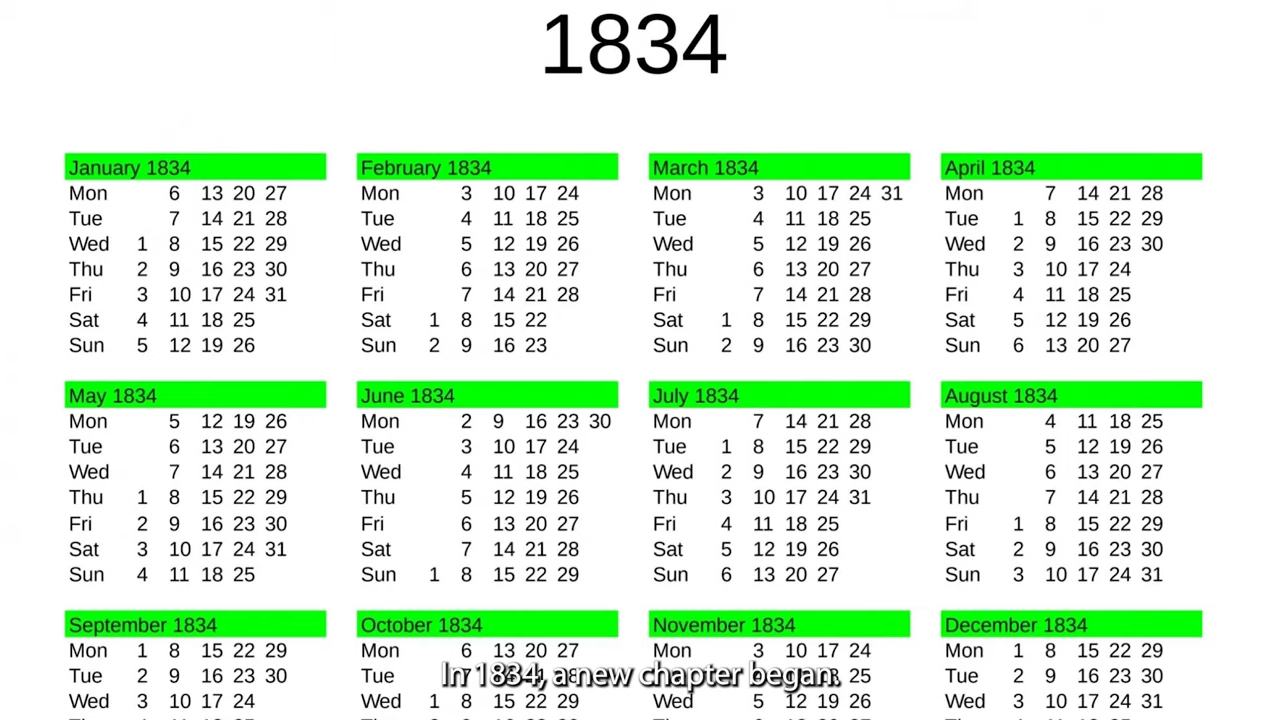 1834
January 1834 February 1834 March 1834 April 1834
Mon 6 13 20 27 Mon 3 10 17 24 Mon 3 10 17 24 31 Mon 7 14 21 28
Tue 7 14 21 28 Tue 4 11 18 25 Tue 4 11 18 25 Tue 1 8 15 22 29
Wed 1 8 15 22 29 Wed 5 12 19 26 Wed 5 12 19 26 Wed 2 9 16 23 30
Thu 2 9 16 23 30 Thu 6 13 20 27 Thu 6 13 20 27 Thu 3 10 17 24
Fri 3 10 17 24 31 Fri 7 14 21 28 Fri 7 14 21 28 Fri 4 11 18 25
Sat 4 11 18 25 Sat 1 8 15 22 Sat 1 8 15 22 29 Sat 5 12 19 26
Sun 5 12 19 26 Sun 2 9 16 23 Sun 2 9 16 23 30 Sun 6 13 20 27
May 1834 June 1834 July 1834 August 1834
Mon 5 12 19 26 Mon 2 9 16 23 30 Mon 7 14 21 28 Mon 4 11 18 25
Tue 6 13 20 27 Tue 3 10 17 24 Tue 1 8 15 22 29 Tue 5 12 19 26
Wed 7 14 21 28 Wed 4 11 18 25 Wed 2 9 16 23 30 Wed 6 13 20 27
Thu 1 8 15 22 29 Thu 5 12 19 26 Thu 3 10 17 24 31 Thu 7 14 21 28
Fri 2 9 16 23 30 Fri 6 13 20 27 Fri 4 11 18 25 Fri 1 8 15 22 29
Sat 3 10 17 24 31 Sat 7 14 21 28 Sat 5 12 19 26 Sat 2 9 16 23 30
Sun 4 11 18 25 Sun 1 8 15 22 29 Sun 6 13 20 27 Sun 3 10 17 24 31
September 1834 October 1834 November 1834 December 1834
Mon 1 8 15 22 29 Mon 6 13 20 27 Mon 3 10 17 24 Mon 1 8 15 22 29
Tue 2 9 16 23 30 Tue Tue Tue 2 9 16 23 30
In 1834, a new chapter began.
Wed 3 10 17 24 Wed 1 8 15 22 29 Wed 5 12 19 26 Wed 3 10 17 24 31